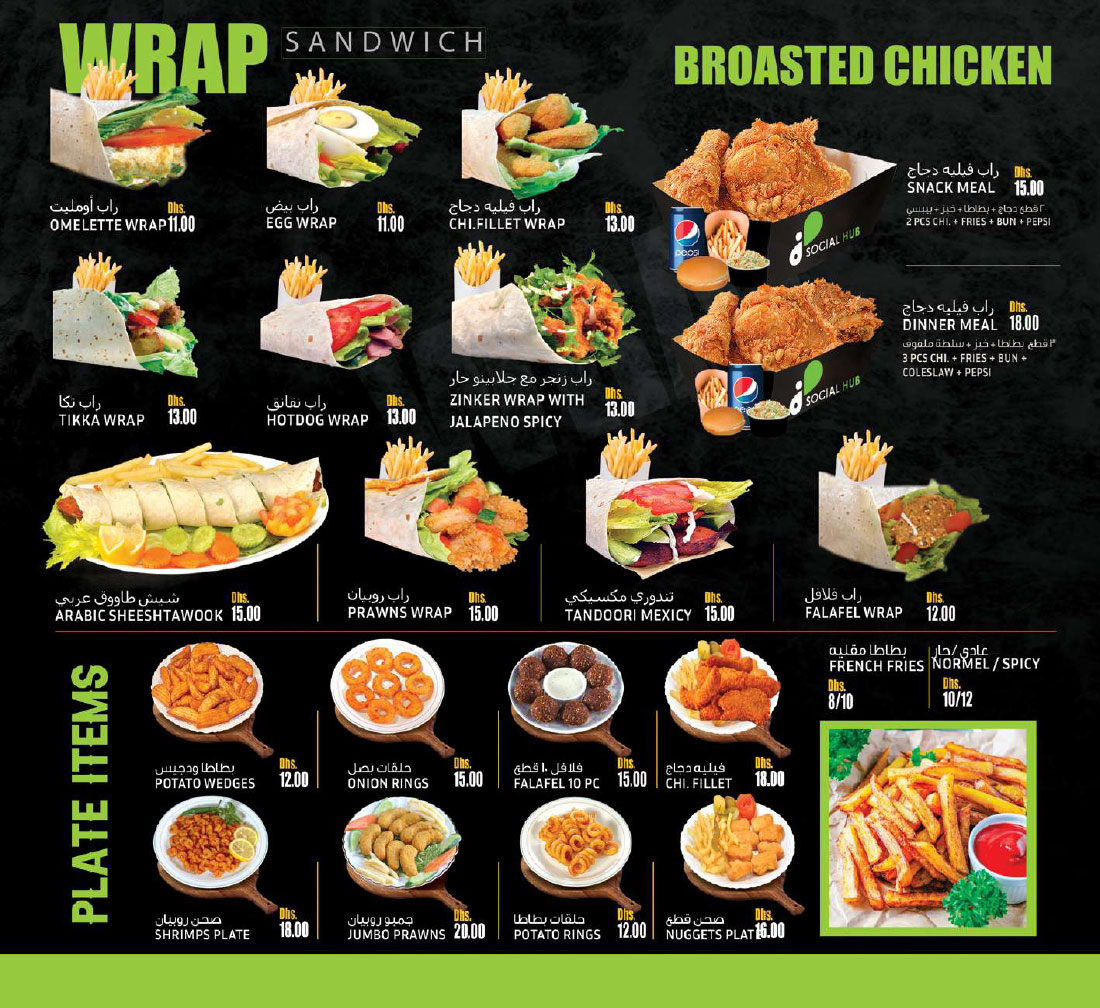 WRAP SANDWICH
راب أومليت
OMELETTE WRAP
Dhs.
11.00
راب بيض
EGG WRAP
Dhs.
11.00
راب فيليه دجاج
CHI.FILLET WRAP
Dhs.
13.00
راب تكا
TIKKA WRAP
Dhs.
13.00
راب نقانق
HOTDOG WRAP
Dhs.
13.00
راب زنجر مع جلابينو حار
ZINKER WRAP WITH
JALAPENO SPICY
Dhs.
13.00
BROASTED CHICKEN
pepsi
SOCIAL HUB
راب فيليه دجاج
SNACK MEAL
Dhs.
15.00
٢ قطع دجاج + بطاطا + خبز + بيبسي
2 PCS CHI. + FRIES + BUN + PEPSI
SOCIAL HUB
راب فيليه دجاج
DINNER MEAL
Dhs.
18.00
٣ قطع بطاطا + خبز + سلطة ملفوف
3 PCS CHI. + FRIES + BUN +
COLESLAW + PEPSI
شيش طاووق عربي
ARABIC SHEESHTAWOOK
Dhs.
15.00
راب روبيان
PRAWNS WRAP
Dhs.
15.00
تندوري مكسيكي
TANDOORI MEXICY
Dhs.
15.00
راب فلافل
FALAFEL WRAP
Dhs.
12.00
PLATE ITEMS
بطاطا ودجيس
POTATO WEDGES
Dhs.
12.00
حلقات بصل
ONION RINGS
Dhs.
15.00
فلافل ١٠ قطع
FALAFEL 10 PC
Dhs.
15.00
فيليه دجاج
CHI. FILLET
Dhs.
18.00
بطاطا مقليه
FRENCH FRIES
Dhs.
8/10
عادي/حار
NORMEL / SPICY
Dhs.
10/12
صحن روبيان
SHRIMPS PLATE
Dhs.
18.00
جمبو روبيان
JUMBO PRAWNS
Dhs.
20.00
حلقات بطاطا
POTATO RINGS
Dhs.
12.00
صحن قطع
NUGGETS PLATE
Dhs.
16.00